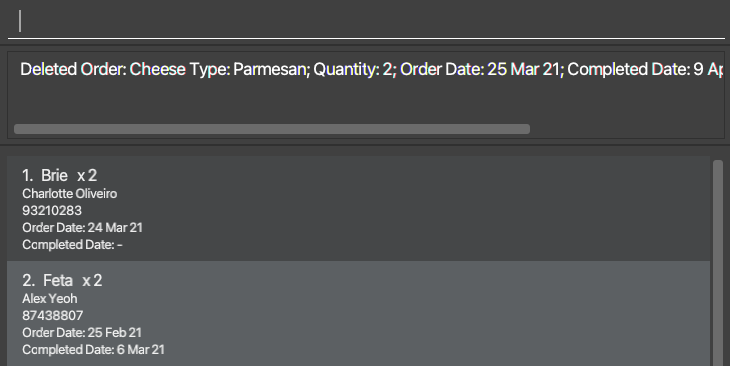 Deleted Order: Cheese Type: Parmesan; Quantity: 2; Order Date: 25 Mar 21; Completed Date: 9
1. Brie x 2
Charlotte Oliveiro
93210283
Order Date: 24 Mar 21
Completed Date: -
2. Feta x 2
Alex Yeoh
87438807
Order Date: 25 Feb 21
Completed Date: 6 Mar 21